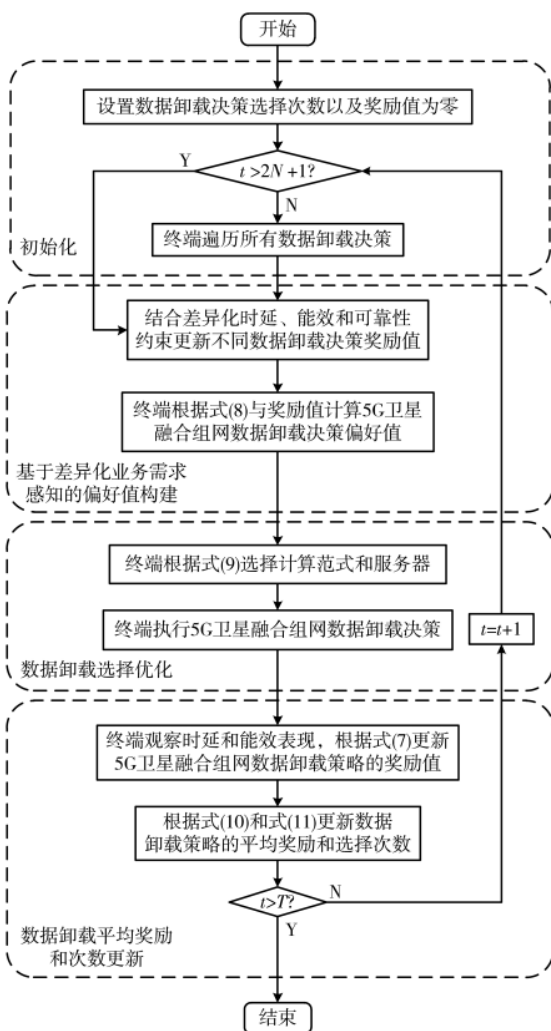 开始
设置数据卸载决策选择次数以及奖励值为零
Y
t>2N+1?
N
终端遍历所有数据卸载决策
初始化
结合差异化时延、能效和可靠性
约束更新不同数据卸载决策奖励值
终端根据式(8)与奖励值计算5G卫星
融合组网数据卸载决策偏好值
基于差异化业务需求
感知的偏好值构建
终端根据式(9)选择计算范式和服务器
终端执行5G卫星融合组网数据卸载决策
t=t+1
数据卸载选择优化
终端观察时延和能效表现，根据式(7)更新
5G卫星融合组网数据卸载策略的奖励值
根据式(10)和式(11)更新数据
卸载策略的平均奖励和选择次数
t>T?
N
Y
数据卸载平均奖励
和次数更新
结束